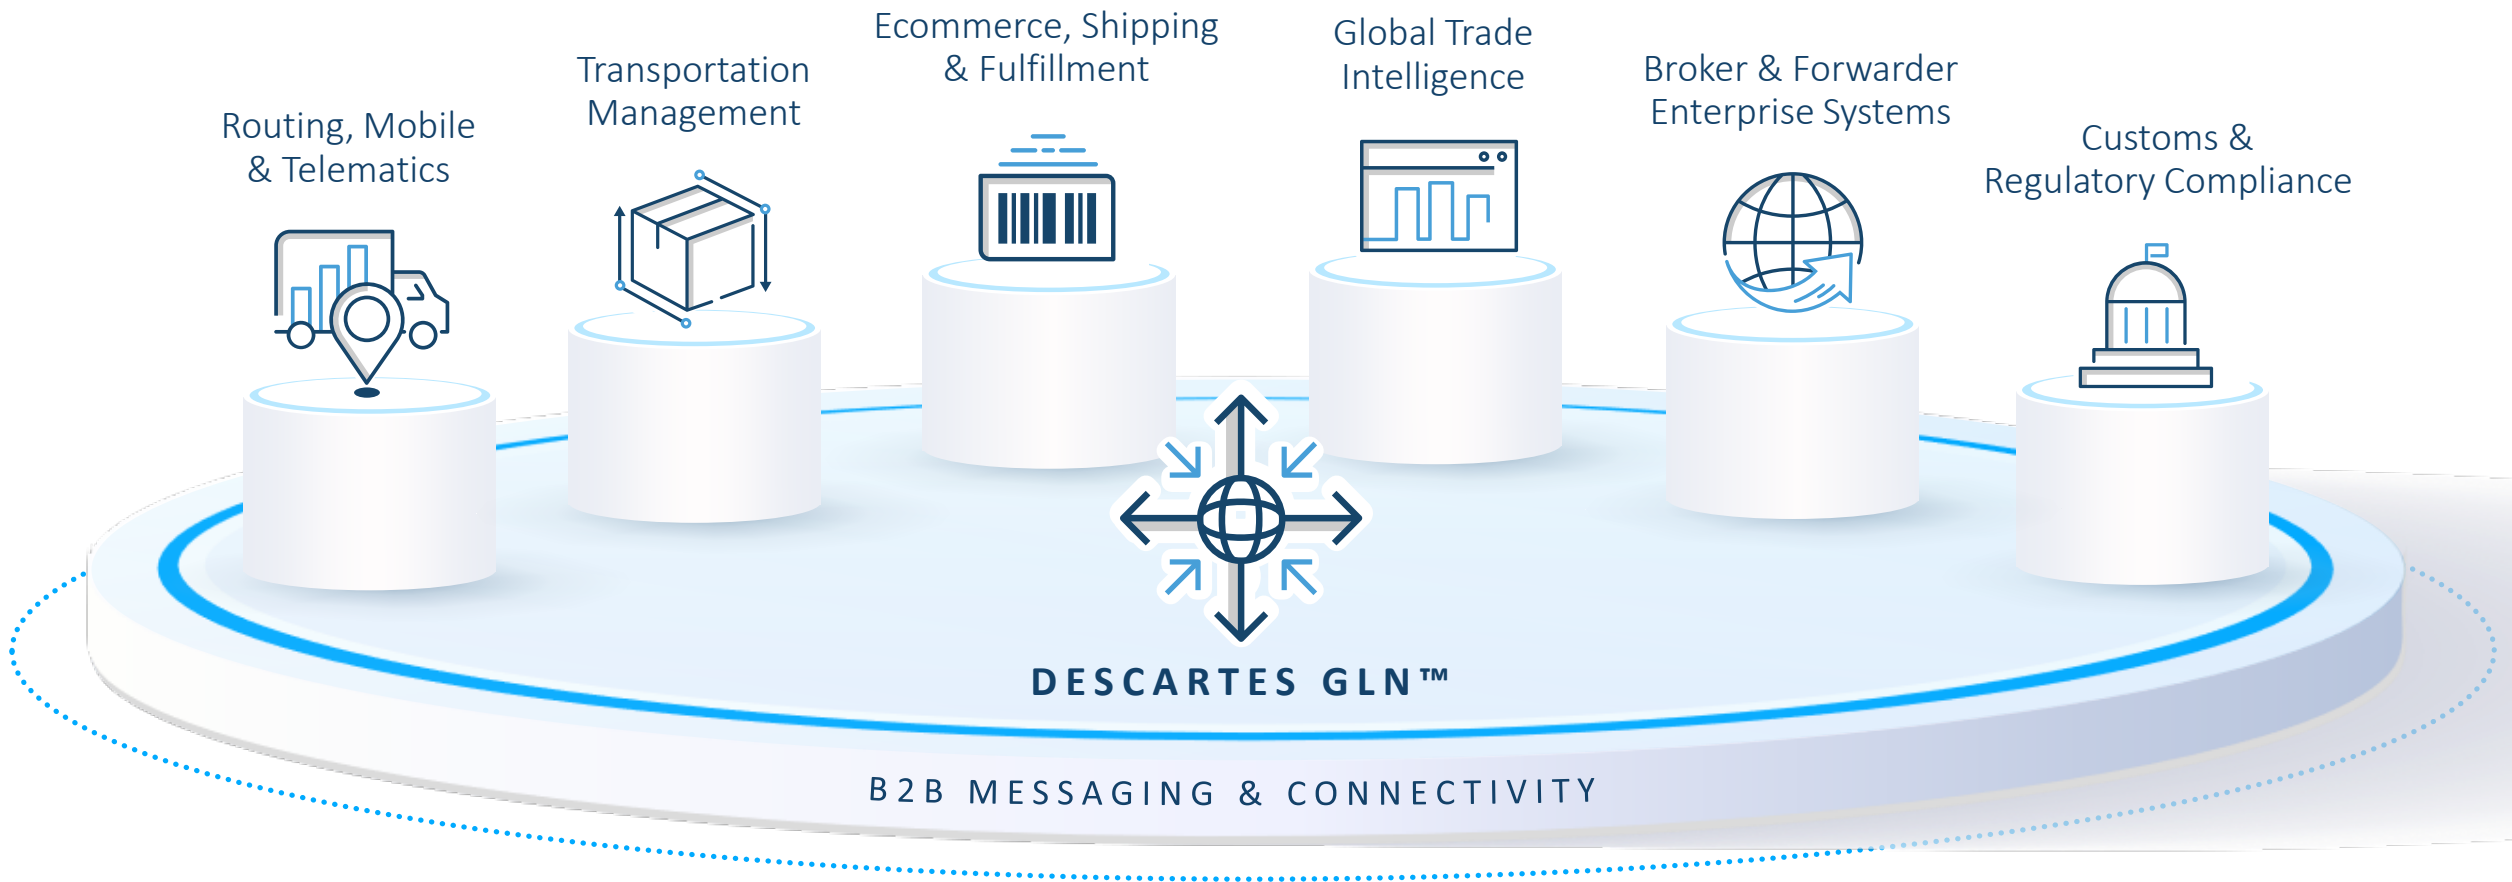 Routing, Mobile
& Telematics
Transportation
Management
Ecommerce, Shipping
& Fulfillment
Global Trade
Intelligence
Broker & Forwarder
Enterprise Systems
Customs &
Regulatory Compliance
DESCARTES GLN™
B2B MESSAGING & CONNECTIVITY